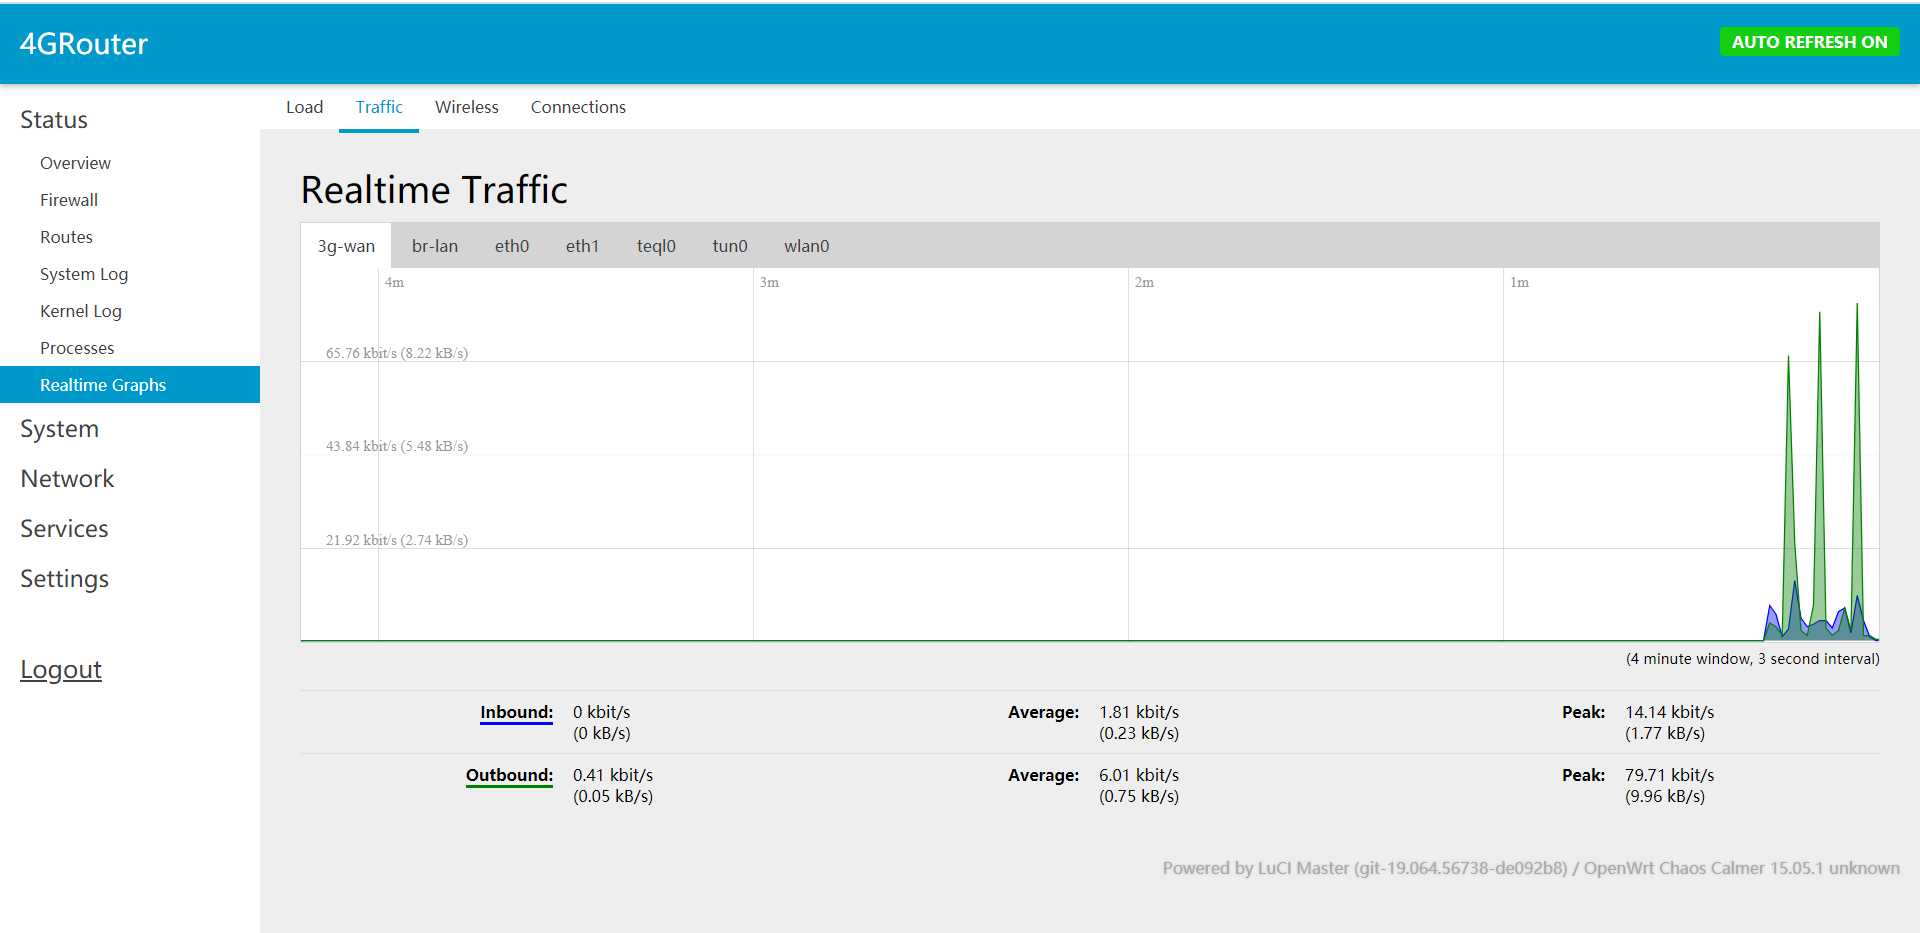 4GRouter
AUTO REFRESH ON
Status
Overview
Firewall
Routes
System Log
Kernel Log
Processes
Realtime Graphs
System
Network
Services
Settings
Logout
Load Traffic Wireless Connections
Realtime Traffic
3g-wan br-lan eth0 eth1 teql0 tun0 wlan0
4m 3m 2m 1m
65.76 kbit/s (8.22 kB/s)
43.84 kbit/s (5.48 kB/s)
21.92 kbit/s (2.74 kB/s)
(4 minute window, 3 second interval)
Inbound: 0 kbit/s Average: 1.81 kbit/s Peak: 14.14 kbit/s
(0 kB/s) (0.23 kB/s) (1.77 kB/s)
Outbound: 0.41 kbit/s Average: 6.01 kbit/s Peak: 79.71 kbit/s
(0.05 kB/s) (0.75 kB/s) (9.96 kB/s)
Powered by LuCI Master (git-19.064.56738-de092b8) / OpenWrt Chaos Calmer 15.05.1 unknown